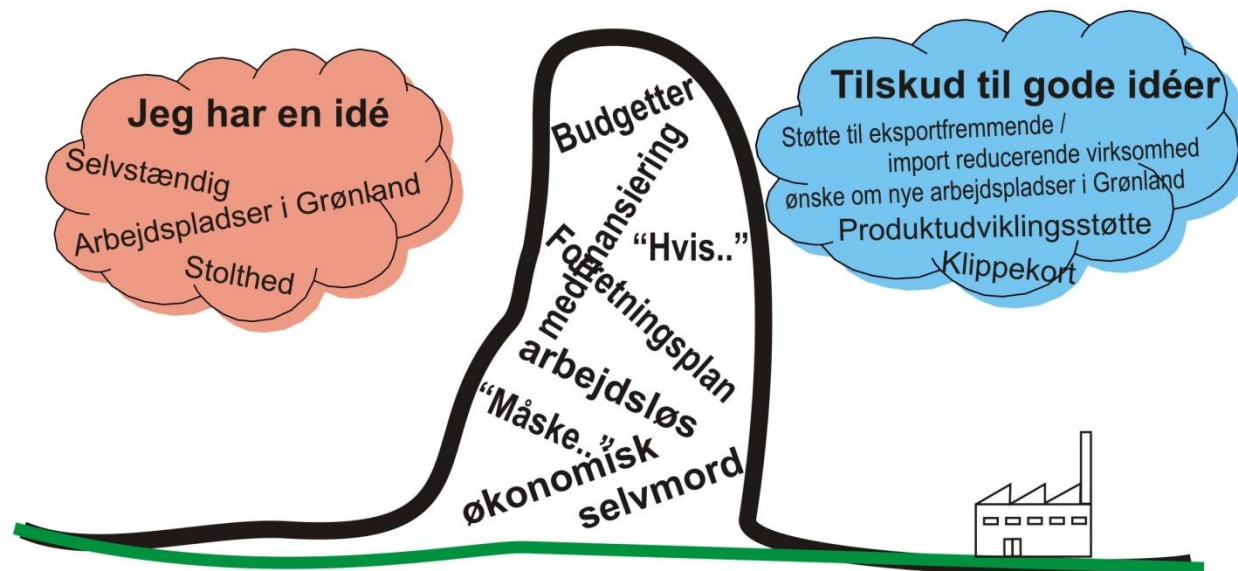 Jeg har en idé
Selvstændig
Arbejdspladser i Grønland
Stolthed
Budgetter
medfinansiering
"Hvis.."
Forretningsplan
arbejdsløs
"Måske.."
økonomisk
selvmord
Tilskud til gode idéer
Støtte til eksportfremmende /
import reducerende virksomhed
ønske om nye arbejdspladser i Grønland
Produktudviklingsstøtte
Klippekort